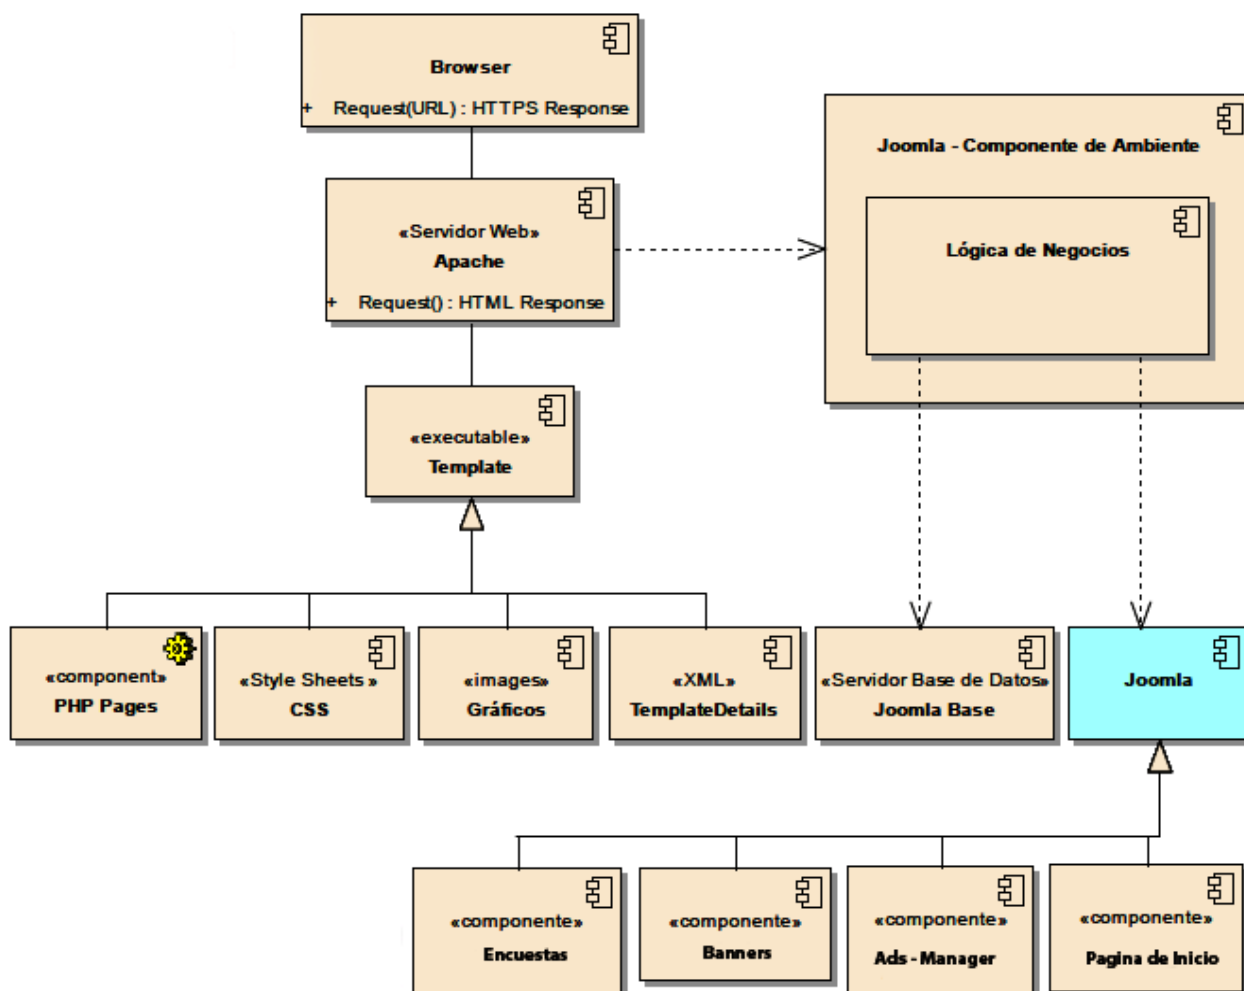 Browser
+ Request(URL) : HTTPS Response
Joomla - Componente de Ambiente
«Servidor Web»
Apache
+ Request() : HTML Response
Lógica de Negocios
«executable»
Template
«component»
PHP Pages
«Style Sheets »
CSS
«images»
Gráficos
«XML»
TemplateDetails
«Servidor Base de Datos»
Joomla Base
Joomla
«componente»
Encuestas
«componente»
Banners
«componente»
Ads - Manager
«componente»
Pagina de Inicio